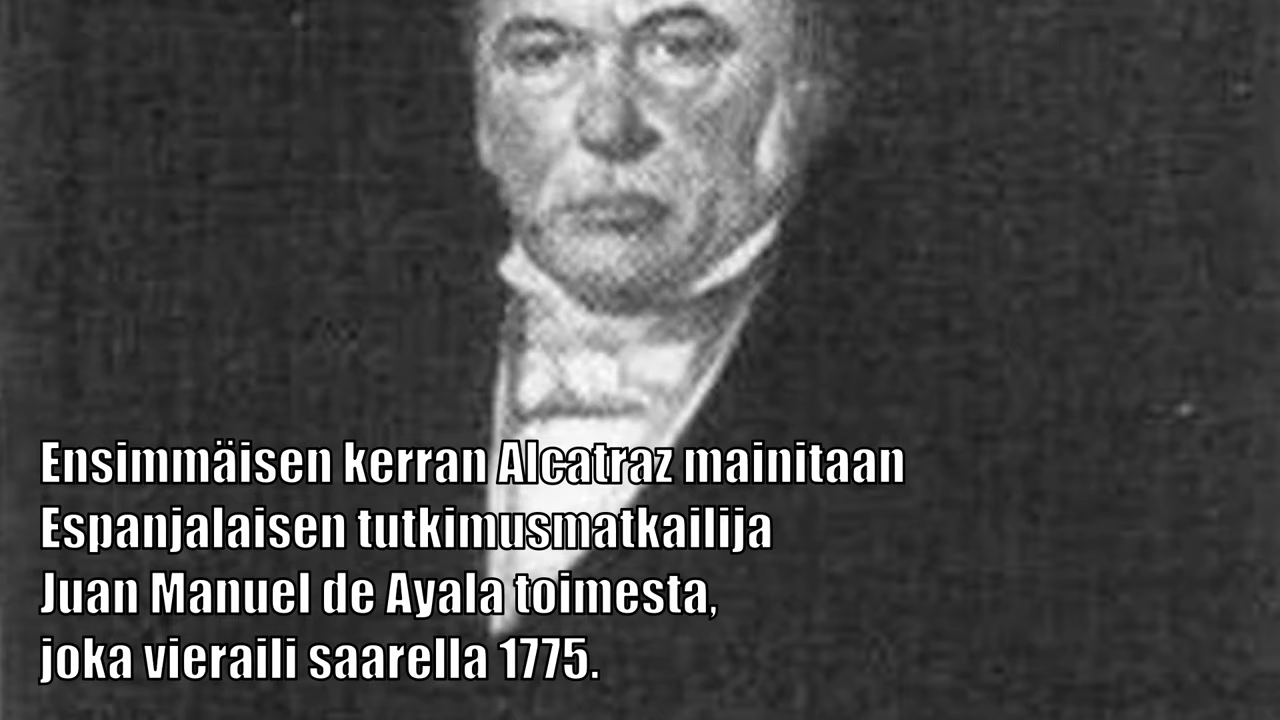 Ensimmäisen kerran Alcatraz mainitaan
Espanjalaisen tutkimusmatkailija
Juan Manuel de Ayala toimesta,
joka vieraili saarella 1775.